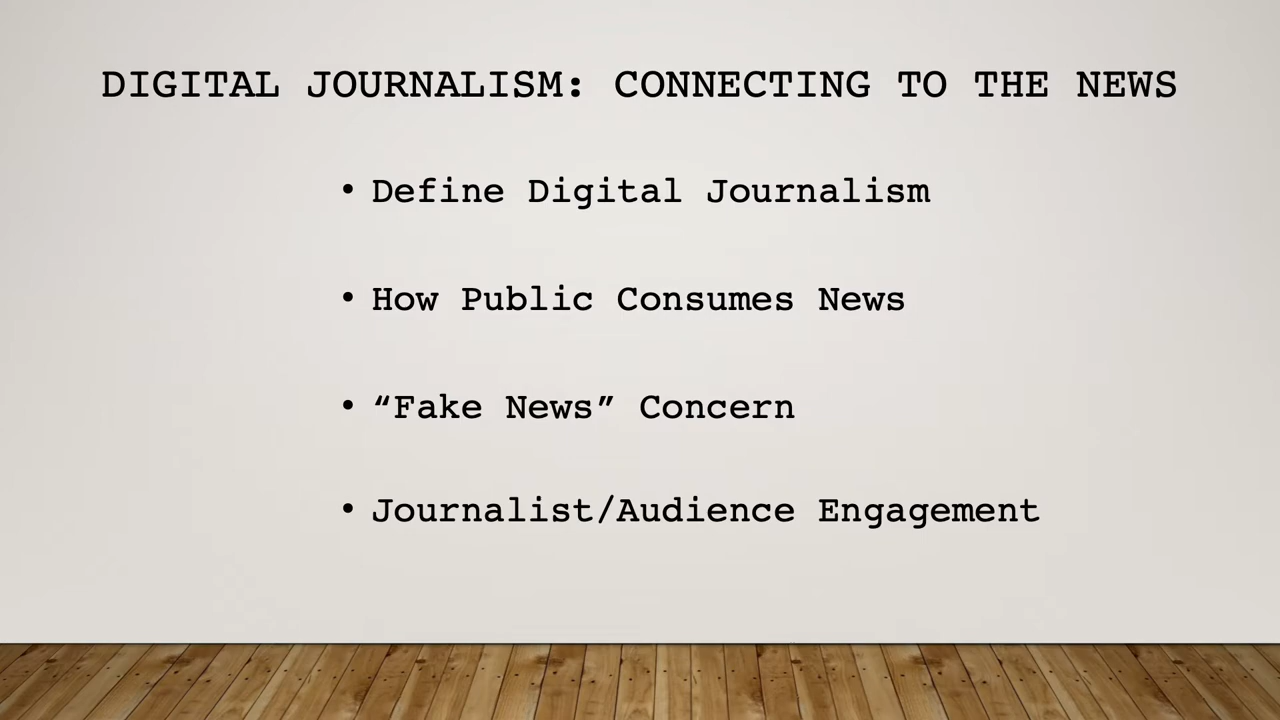 DIGITAL JOURNALISM: CONNECTING TO THE NEWS
• Define Digital Journalism
• How Public Consumes News
• “Fake News” Concern
• Journalist/Audience Engagement